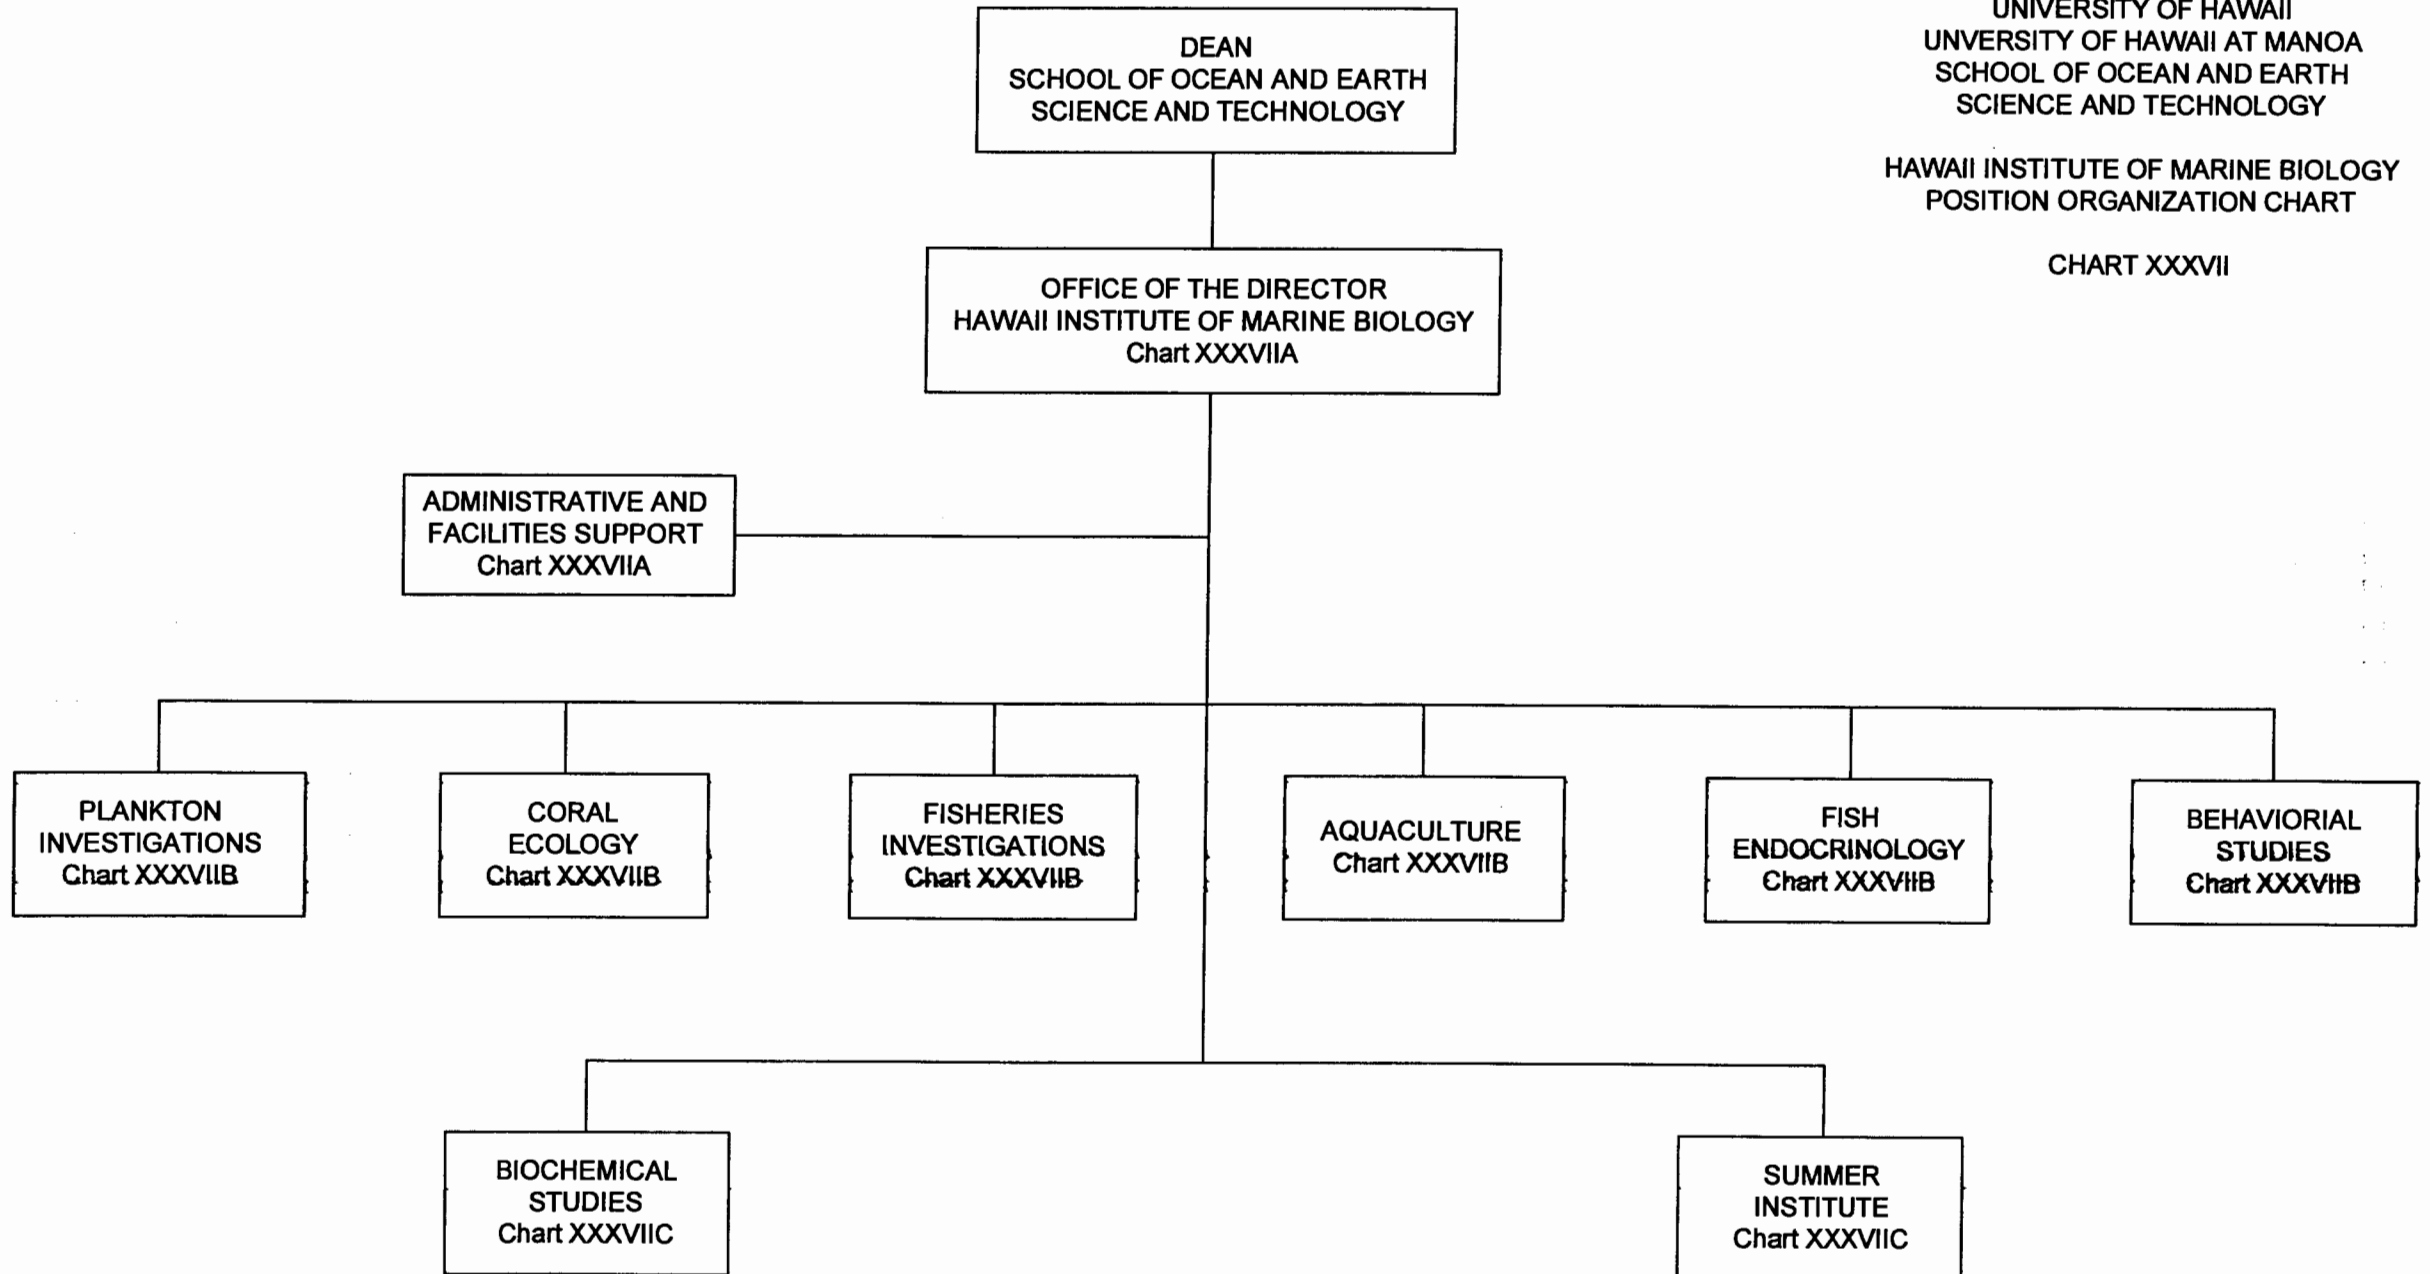 UNIVERSITY OF HAWAII
UNVERSITY OF HAWAII AT MANOA
SCHOOL OF OCEAN AND EARTH
SCIENCE AND TECHNOLOGY
HAWAII INSTITUTE OF MARINE BIOLOGY
POSITION ORGANIZATION CHART
CHART XXXVII
DEAN
SCHOOL OF OCEAN AND EARTH
SCIENCE AND TECHNOLOGY
OFFICE OF THE DIRECTOR
HAWAII INSTITUTE OF MARINE BIOLOGY
Chart XXXVIIA
ADMINISTRATIVE AND
FACILITIES SUPPORT
Chart XXXVIIA
PLANKTON
INVESTIGATIONS
Chart XXXVIIB
CORAL
ECOLOGY
Chart XXXVIIB
FISHERIES
INVESTIGATIONS
Chart XXXVIIB
AQUACULTURE
Chart XXXVIIB
FISH
ENDOCRINOLOGY
Chart XXXVIIB
BEHAVIORIAL
STUDIES
Chart XXXVIIB
BIOCHEMICAL
STUDIES
Chart XXXVIIC
SUMMER
INSTITUTE
Chart XXXVIIC